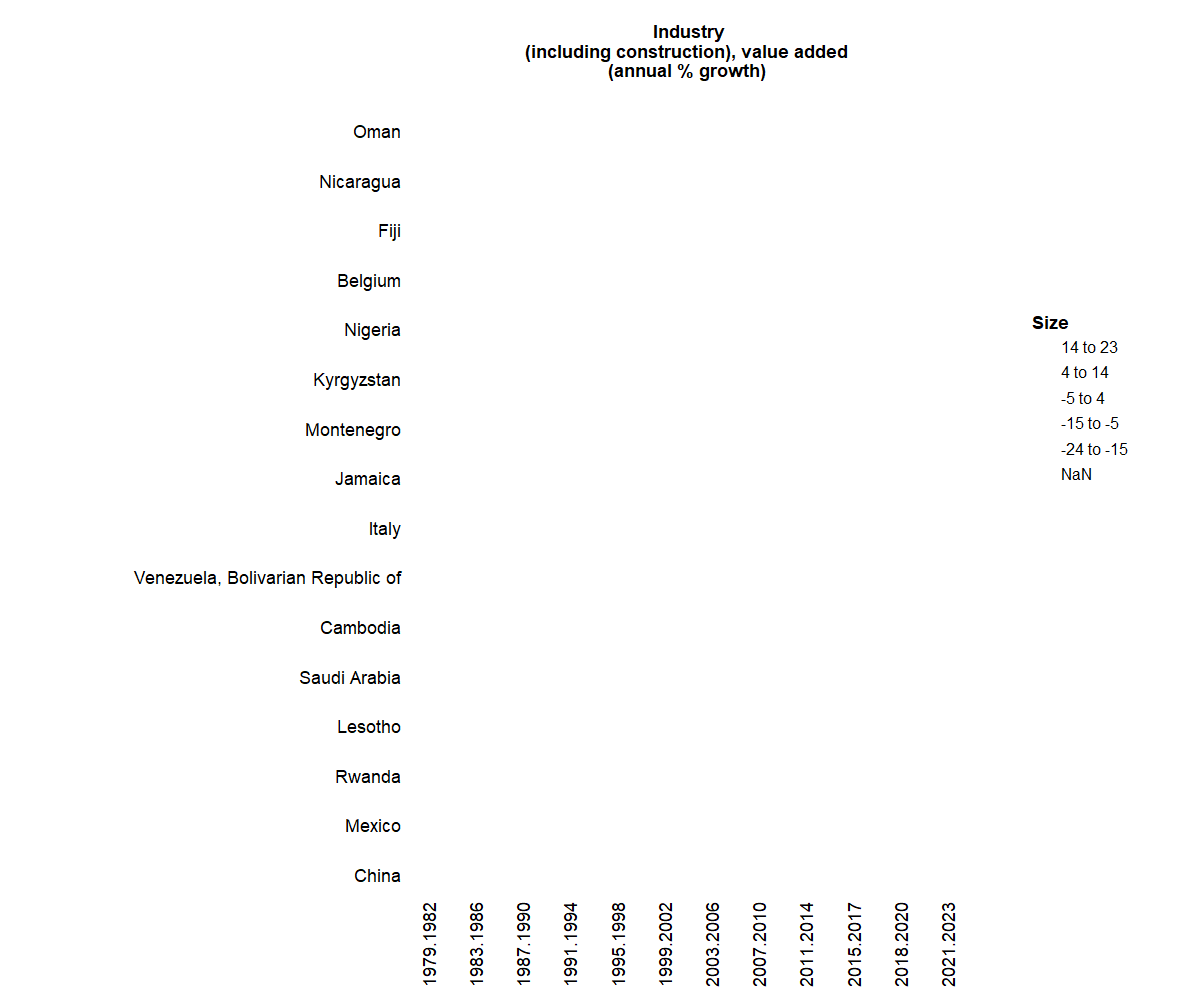 Industry
(including construction), value added
(annual % growth)
Oman
Nicaragua
Fiji
Belgium
Nigeria
Kyrgyzstan
Montenegro
Jamaica
Italy
Venezuela, Bolivarian Republic of
Cambodia
Saudi Arabia
Lesotho
Rwanda
Mexico
China
1979.1982
1983.1986
1987.1990
1991.1994
1995.1998
1999.2002
2003.2006
2007.2010
2011.2014
2015.2017
2018.2020
2021.2023
Size
14 to 23
4 to 14
-5 to 4
-15 to -5
-24 to -15
NaN